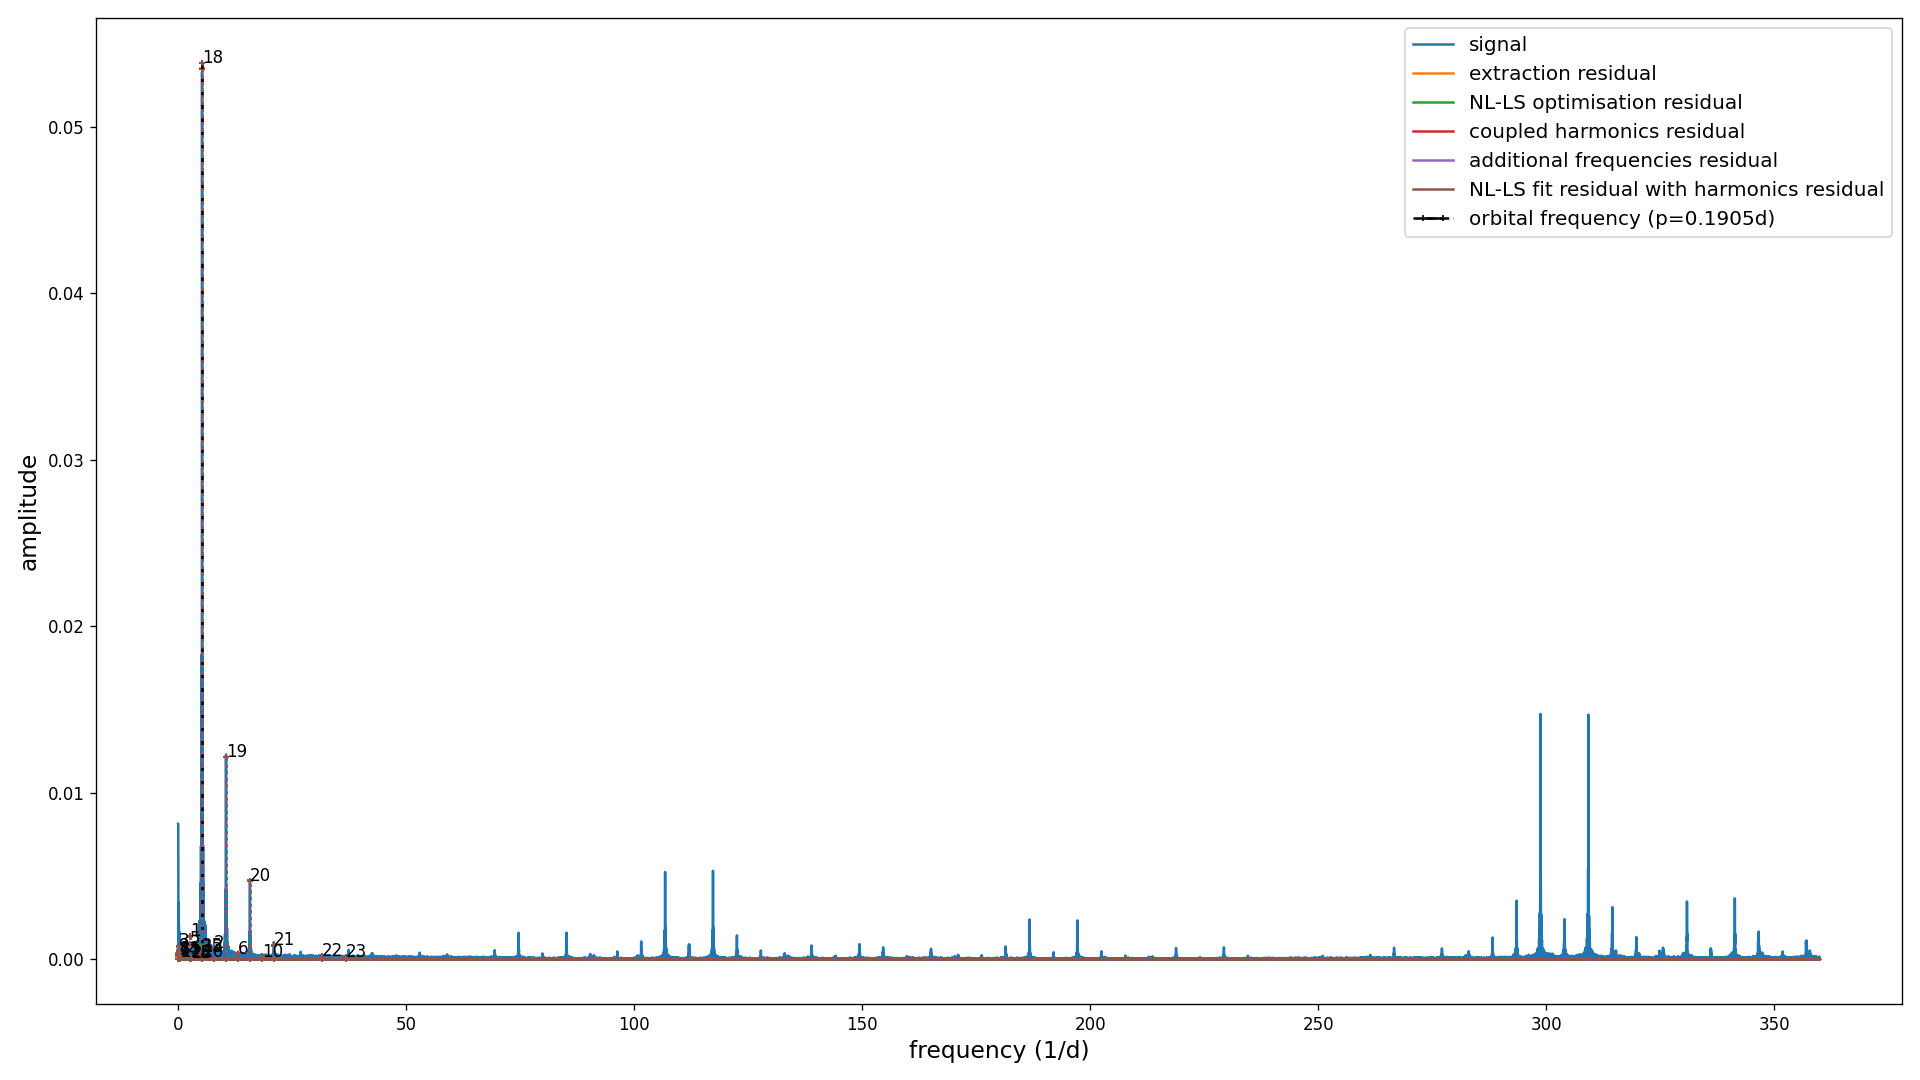 signal
extraction residual
NL-LS optimisation residual
coupled harmonics residual
additional frequencies residual
NL-LS fit residual with harmonics residual
orbital frequency (p=0.1905d)
amplitude
0.05
0.04
0.03
0.02
0.01
0.00
18
19
20
1
2
6
10
21
22
23
0
50
100
150
200
250
300
350
frequency (1/d)